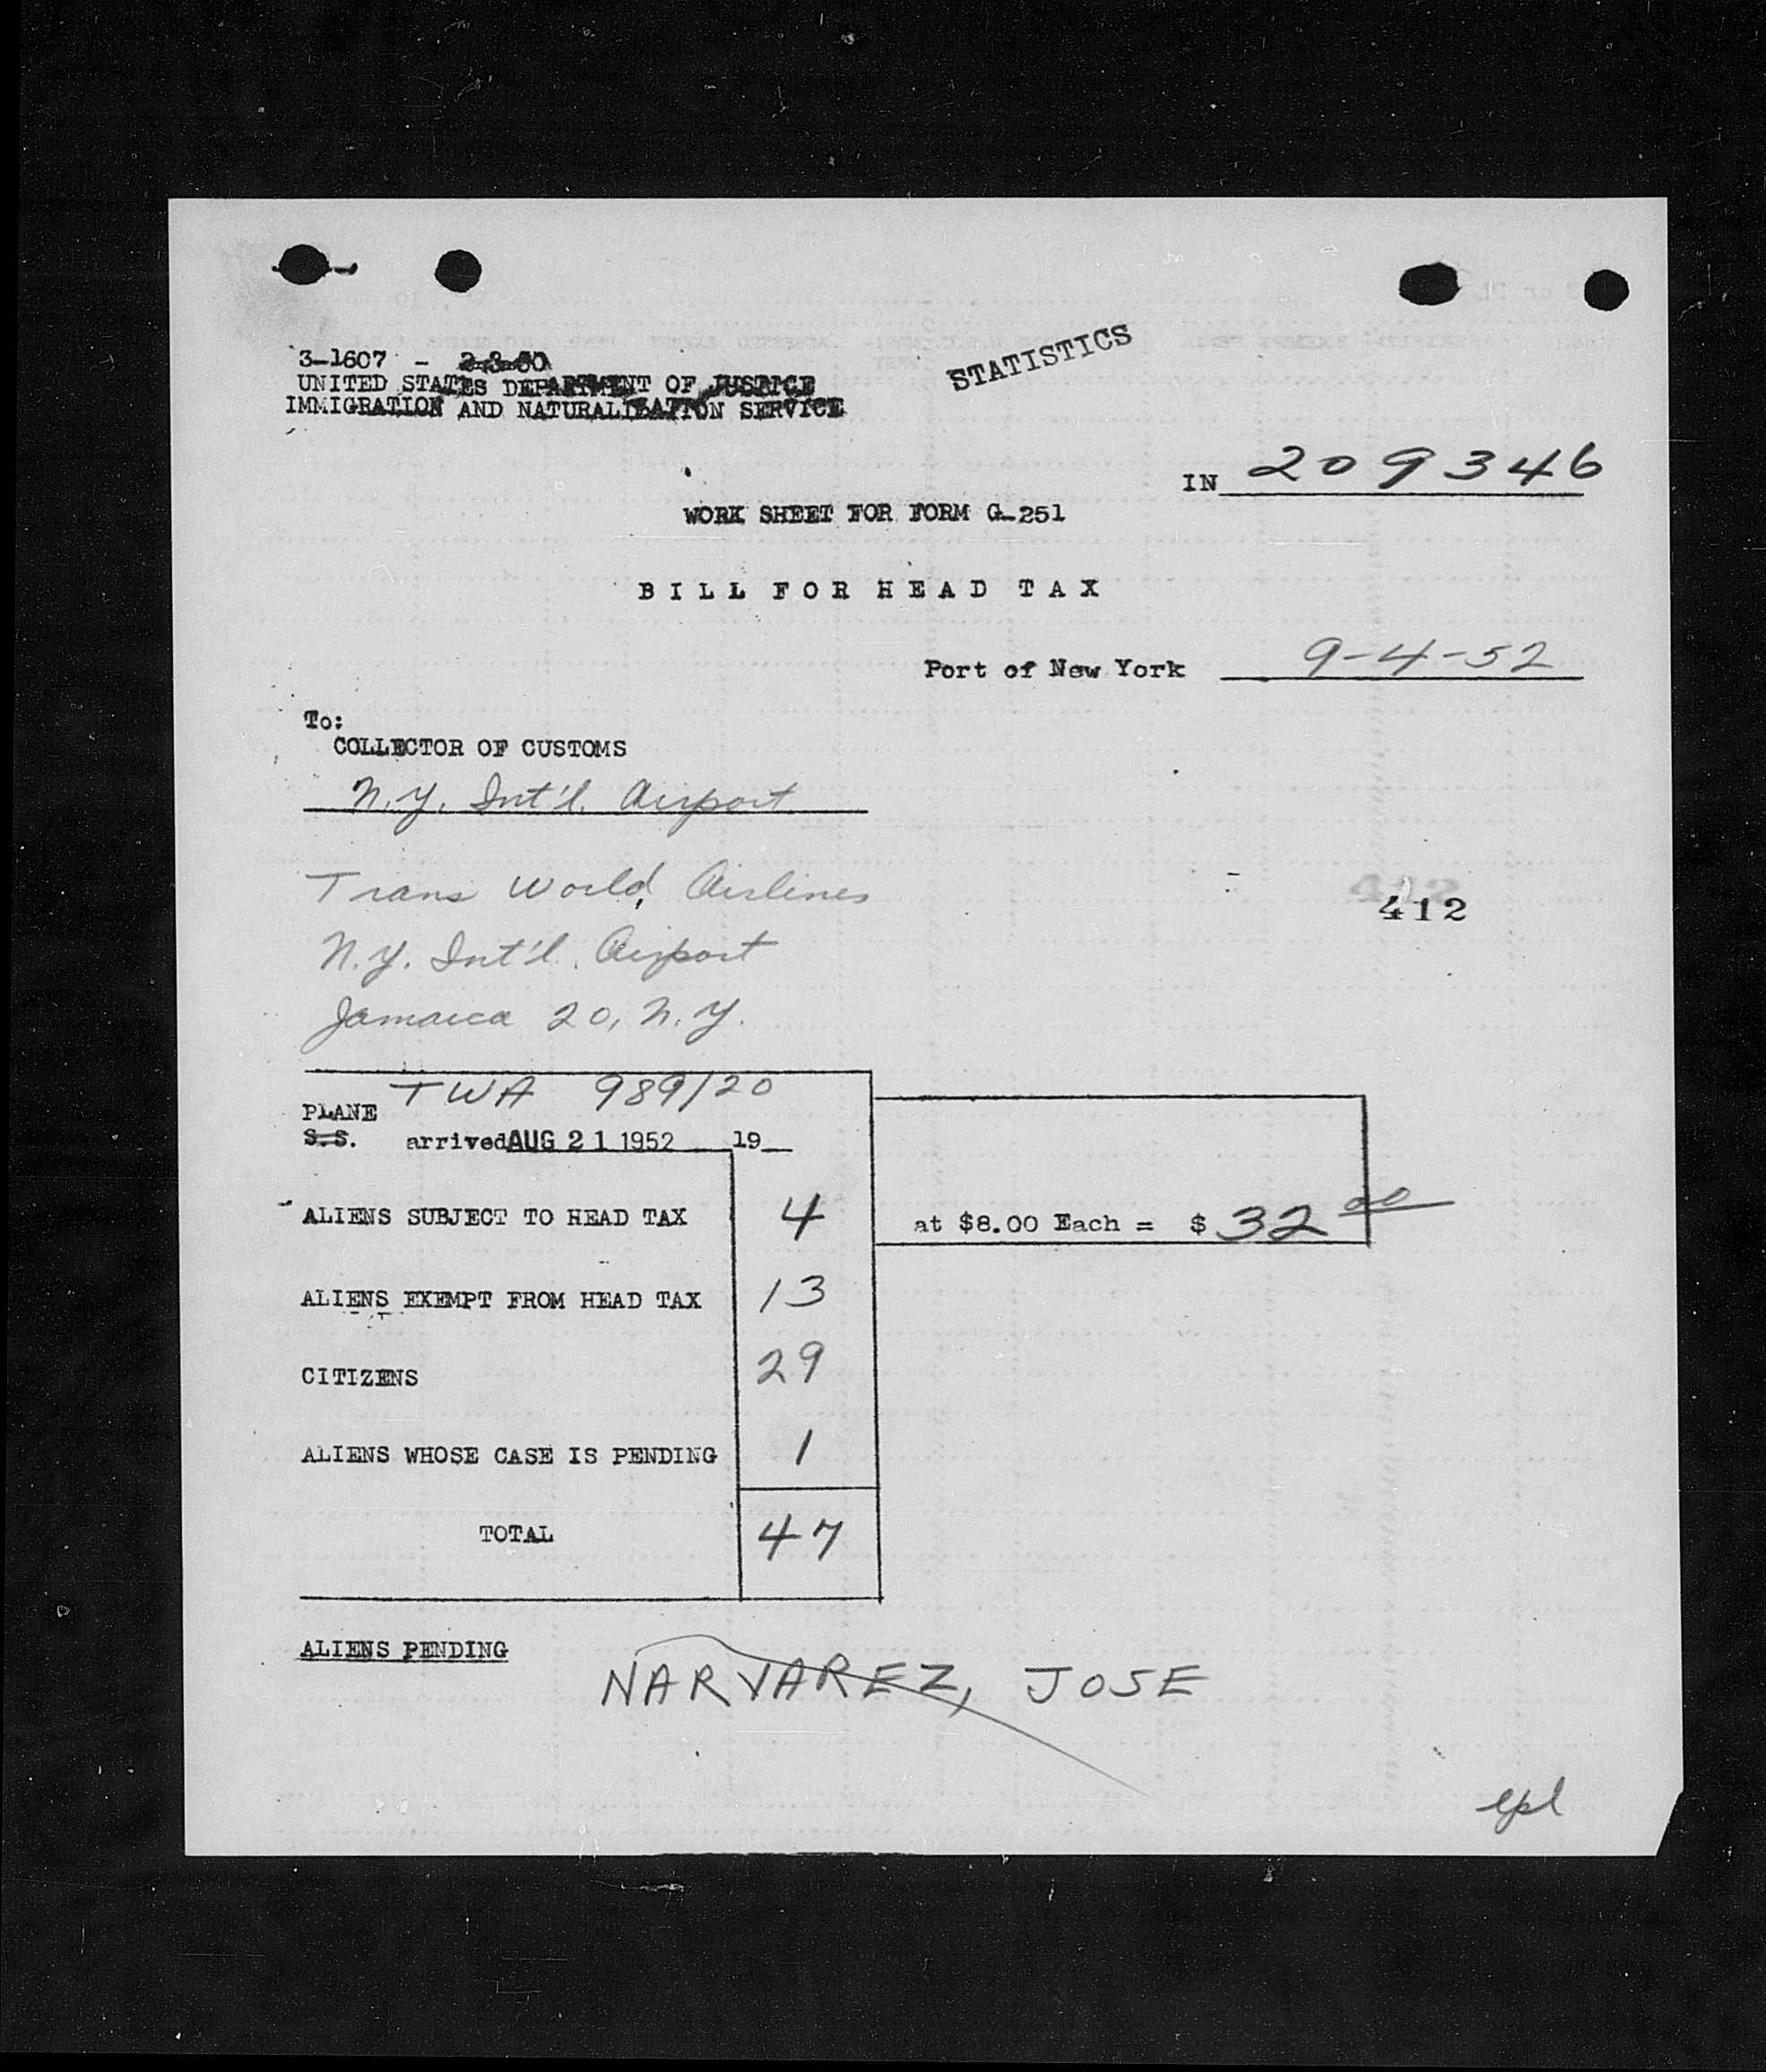 3-1607 - 2-3-50
UNITED STATES DEPARTMENT OF JUSTICE
IMMIGRATION AND NATURALIZATION SERVICE
STATISTICS
IN 209346
WORK SHEET FOR FORM G-251
BILL FOR HEAD TAX
Port of New York 9-4-52
To:
COLLECTOR OF CUSTOMS
N.Y. Int'l. Airport
Trans World Airlines
412
N.Y. Int'l. Airport
Jamaica 20, N.Y.
TWA 989/20
PLANE
S.S. arrived AUG 21 1952 19
ALIENS SUBJECT TO HEAD TAX 4 at $8.00 Each = $ 32 00
ALIENS EXEMPT FROM HEAD TAX 13
CITIZENS 29
ALIENS WHOSE CASE IS PENDING 1
TOTAL 47
ALIENS PENDING
NARVAREZ, JOSE
epl